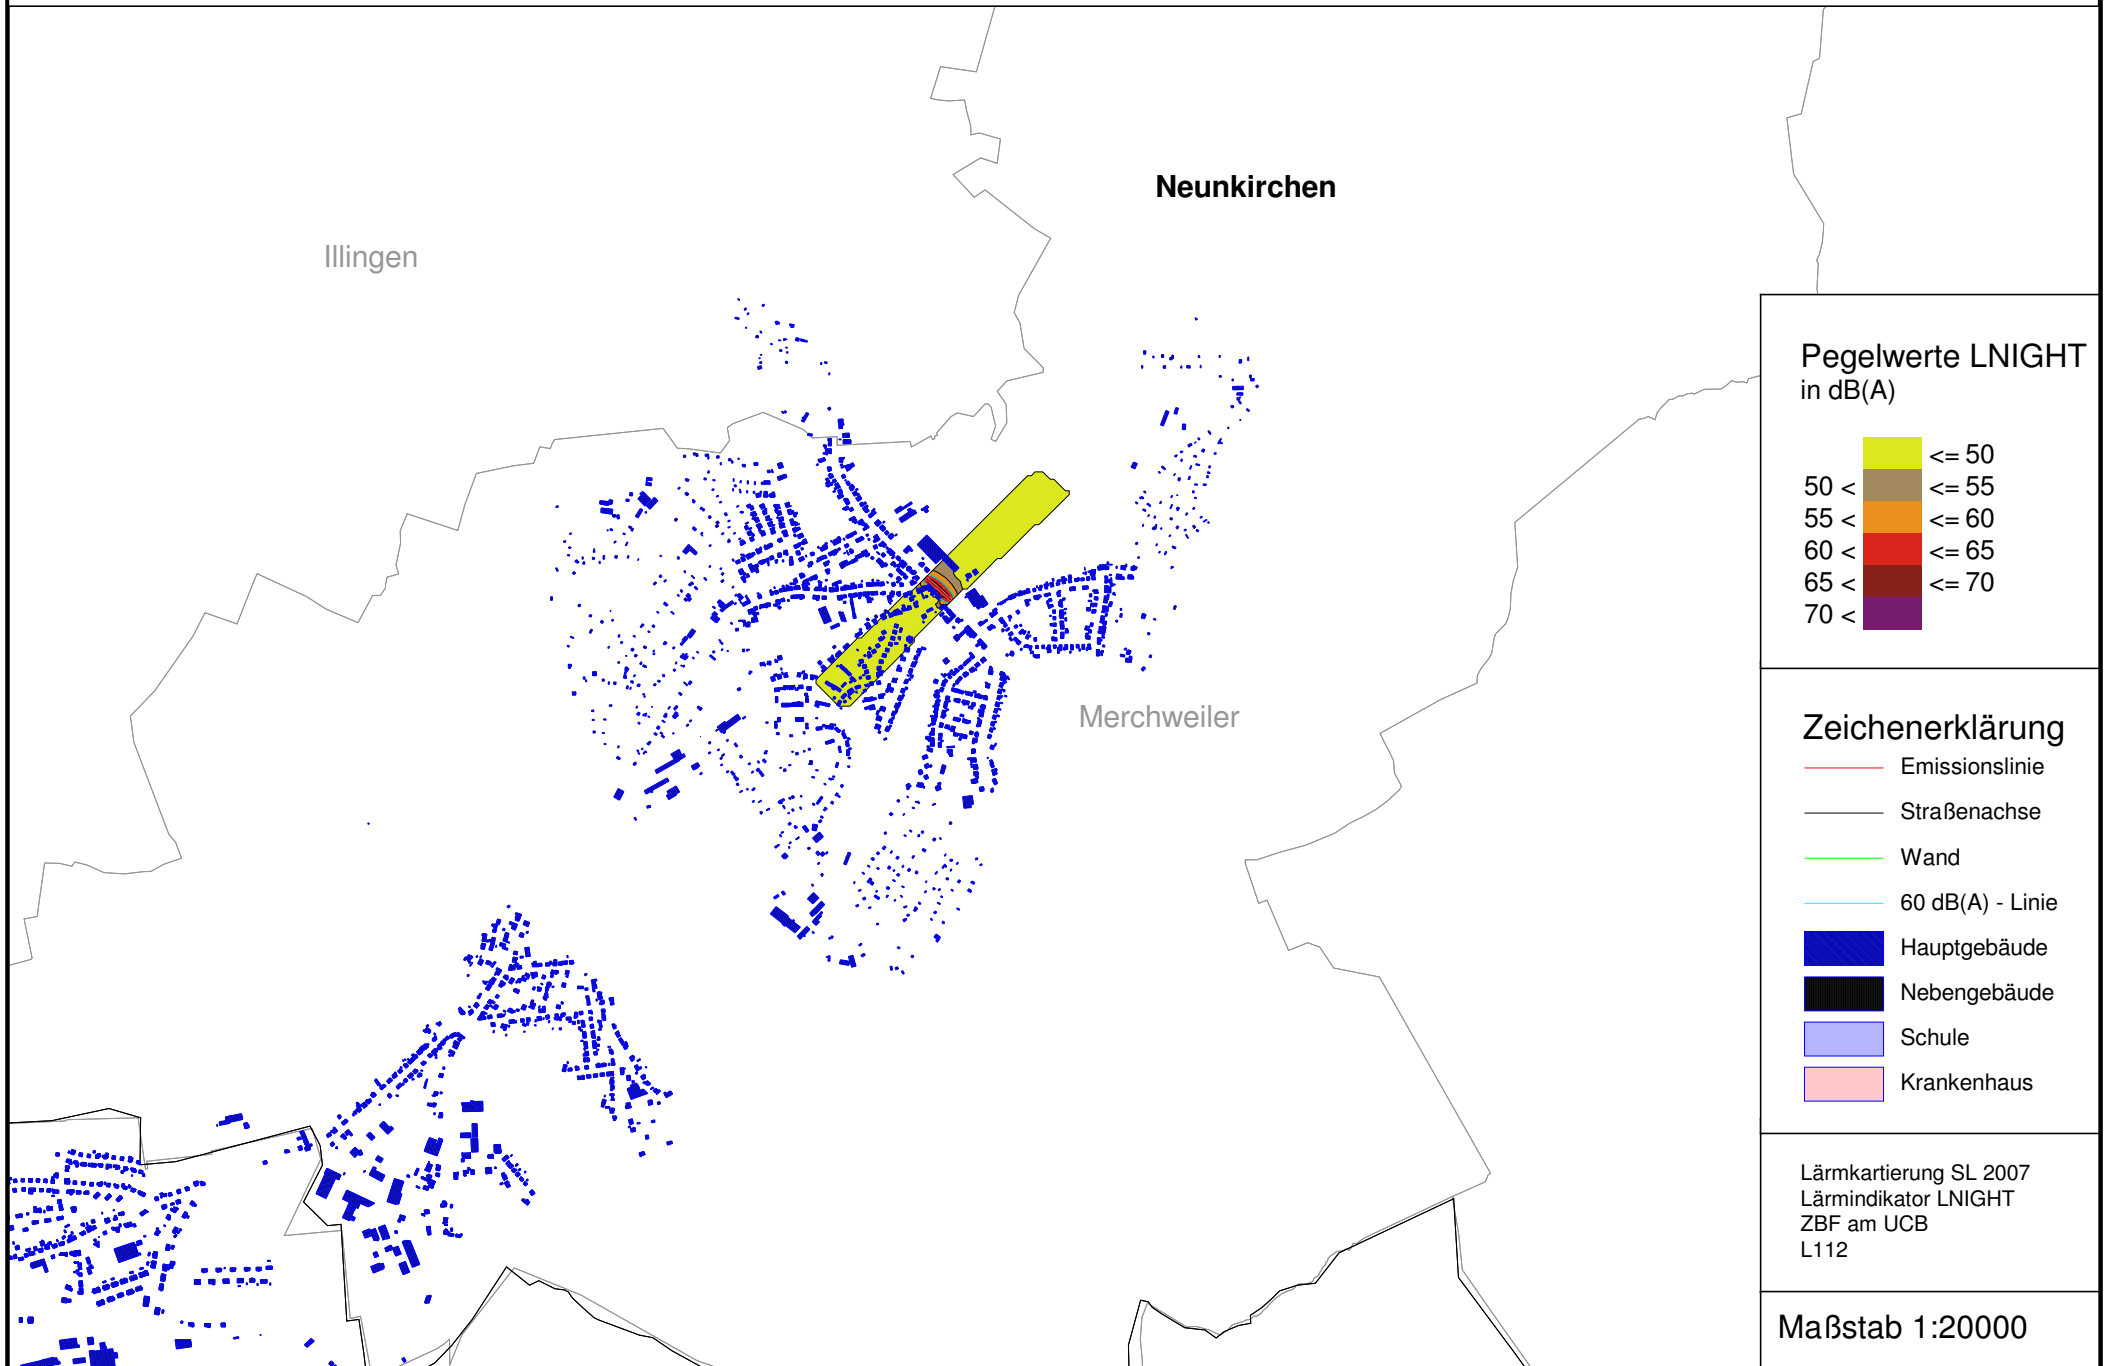 Neunkirchen
Illingen
Merchweiler
Pegelwerte LNIGHT
in dB(A)
<= 50
50 < <= 55
55 < <= 60
60 < <= 65
65 < <= 70
70 <
Zeichenerklärung
Emissionslinie
Straßenachse
Wand
60 dB(A) - Linie
Hauptgebäude
Nebengebäude
Schule
Krankenhaus
Lärmkartierung SL 2007
Lärmindikator LNIGHT
ZBF am UCB
L112
Maßstab 1:20000